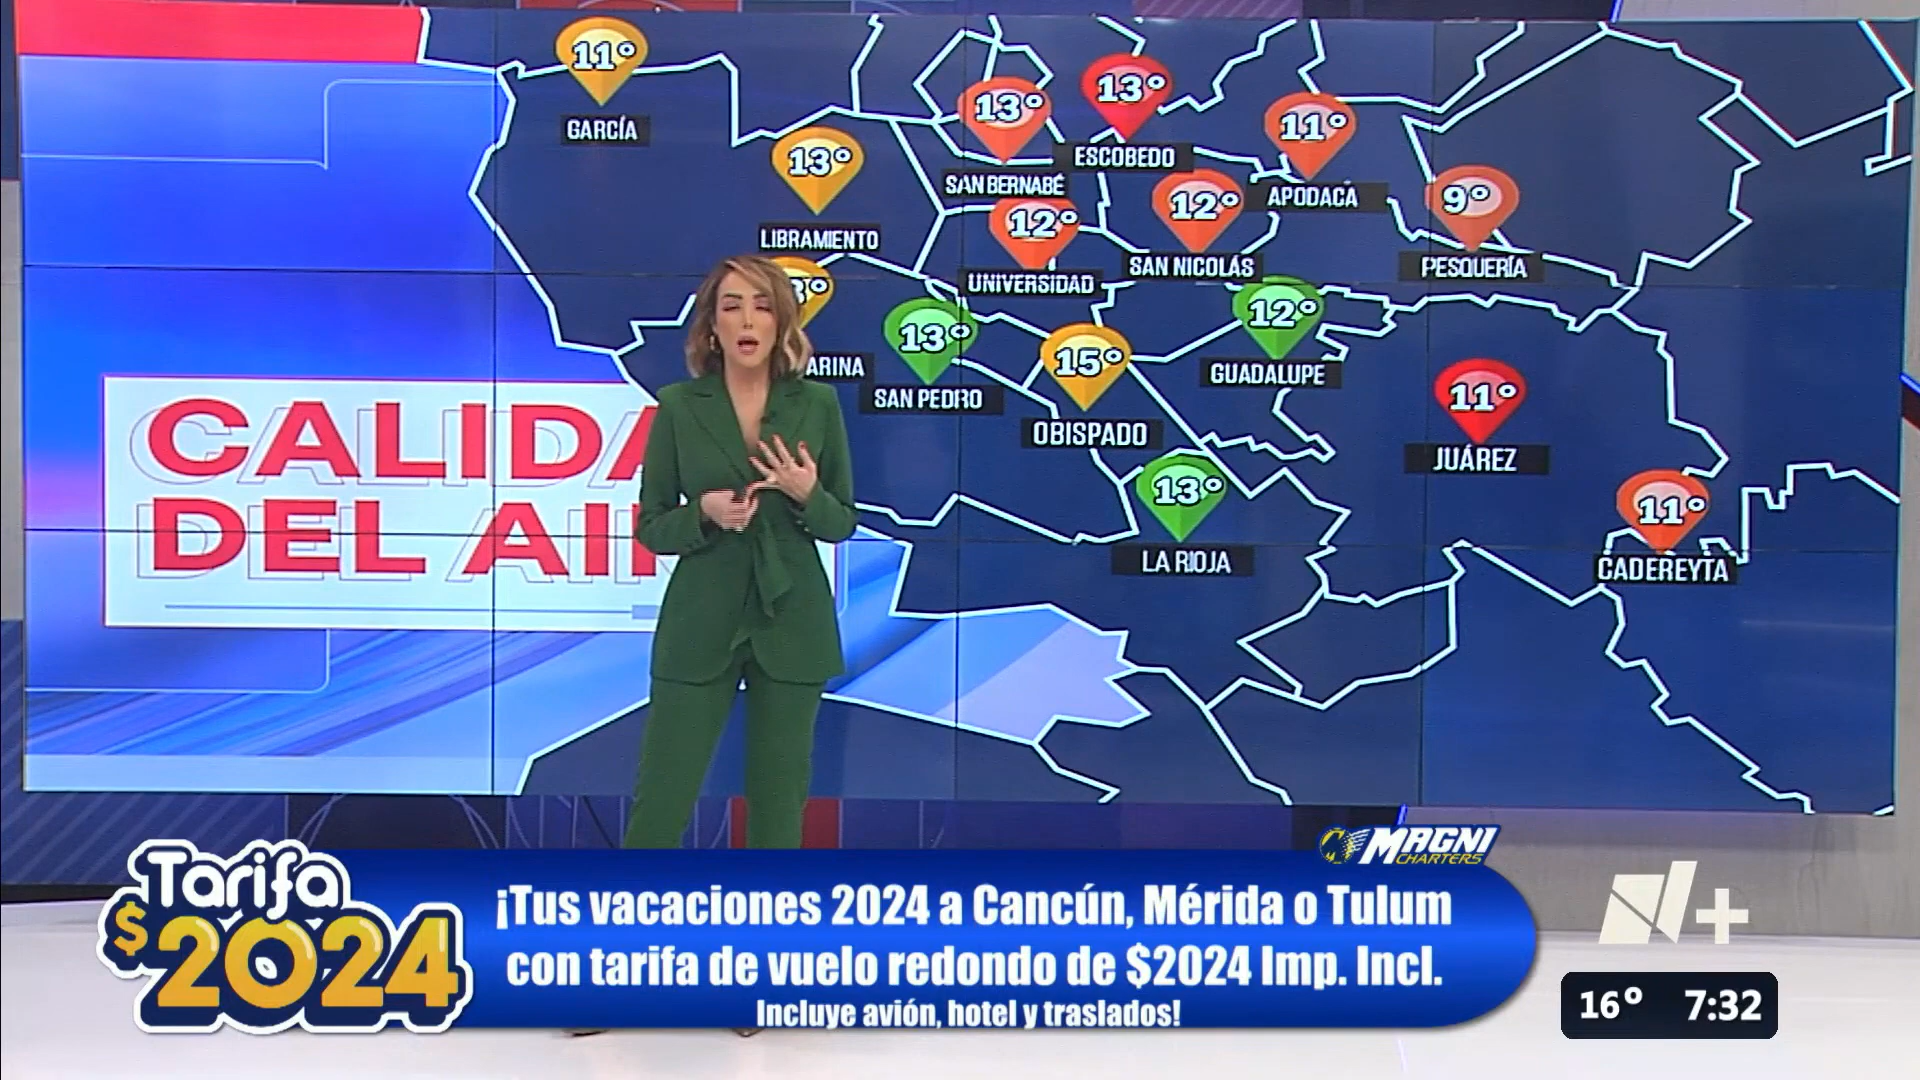 11°
GARCÍA
13°
LIBRAMIENTO
13°
SAN BERNABÉ
13°
ESCOBEDO
11°
APODACA
9°
PESQUERÍA
12°
UNIVERSIDAD
12°
SAN NICOLÁS
13°
SAN PEDRO
15°
OBISPADO
12°
GUADALUPE
11°
JUÁREZ
13°
LA RIOJA
11°
CADEREYTA
CALIDA
DEL AI
Tarifa
$2024
MAGNI
CHARTERS
¡Tus vacaciones 2024 a Cancún, Mérida o Tulum
con tarifa de vuelo redondo de $2024 Imp. Incl.
Incluye avión, hotel y traslados!
N+
16° 7:32